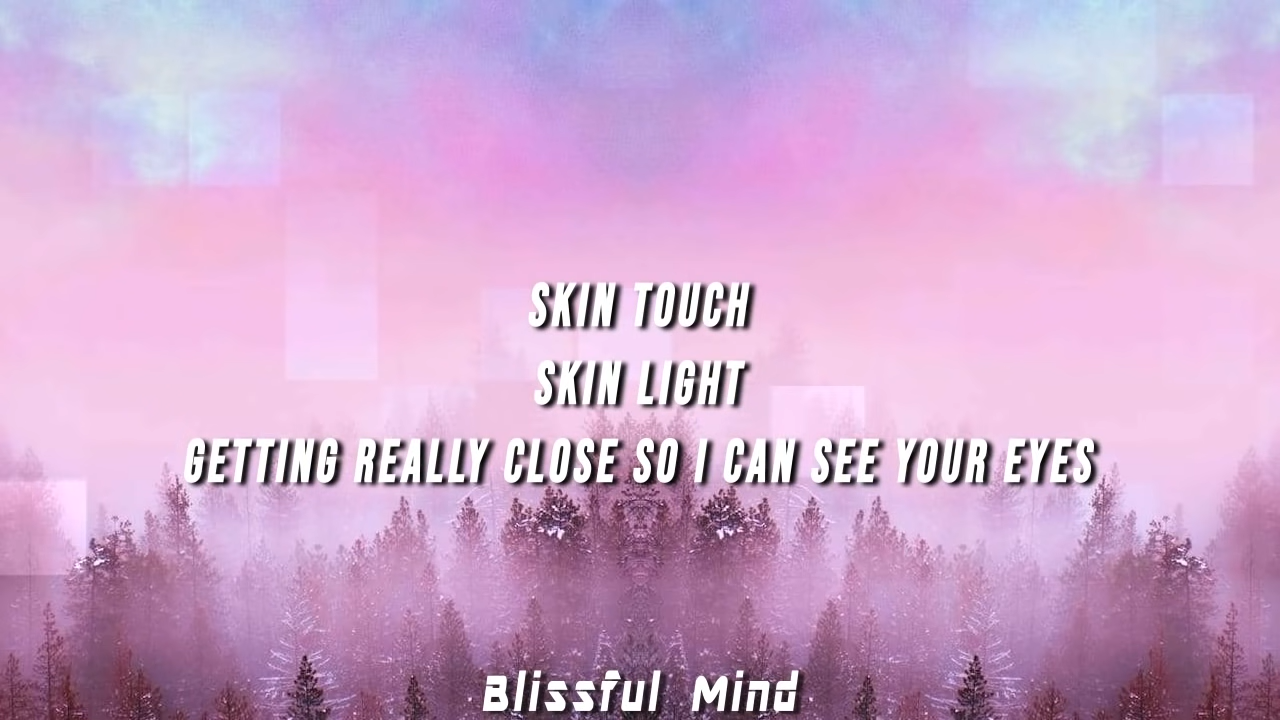 SKIN TOUCH
SKIN LIGHT
GETTING REALLY CLOSE SO I CAN SEE YOUR EYES
Blissful Mind